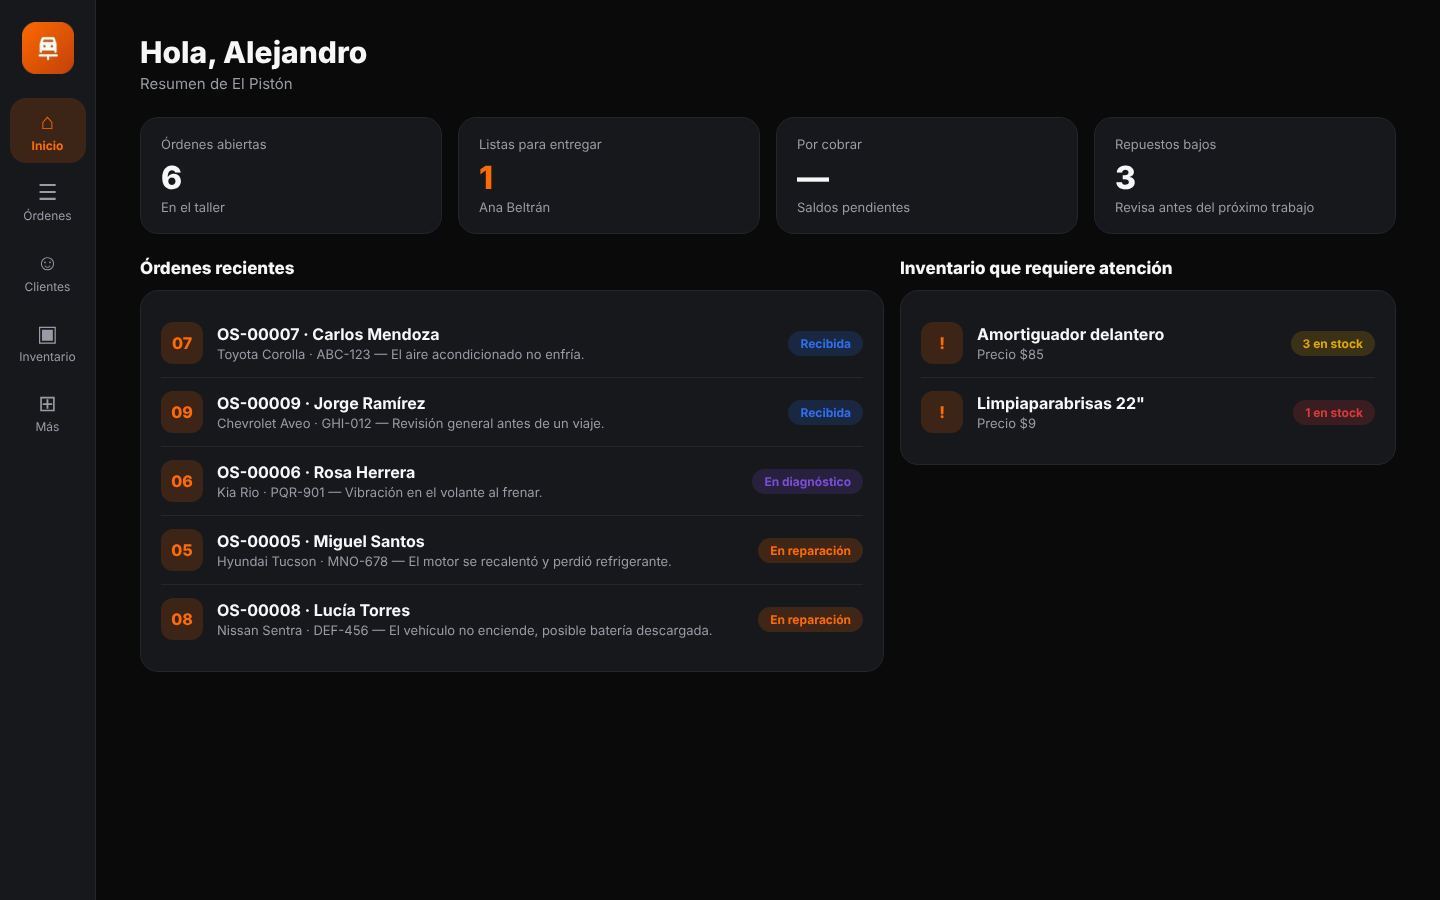 Hola, Alejandro
Resumen de El Pistón
Órdenes abiertas
6
En el taller
Listas para entregar
1
Ana Beltrán
Por cobrar
—
Saldos pendientes
Repuestos bajos
3
Revisa antes del próximo trabajo
Inicio
Órdenes
Clientes
Inventario
Más
Órdenes recientes
07
OS-00007 · Carlos Mendoza
Toyota Corolla · ABC-123 — El aire acondicionado no enfría.
Recibida
09
OS-00009 · Jorge Ramírez
Chevrolet Aveo · GHI-012 — Revisión general antes de un viaje.
Recibida
06
OS-00006 · Rosa Herrera
Kia Rio · PQR-901 — Vibración en el volante al frenar.
En diagnóstico
05
OS-00005 · Miguel Santos
Hyundai Tucson · MNO-678 — El motor se recalentó y perdió refrigerante.
En reparación
08
OS-00008 · Lucía Torres
Nissan Sentra · DEF-456 — El vehículo no enciende, posible batería descargada.
En reparación
Inventario que requiere atención
!
Amortiguador delantero
Precio $85
3 en stock
!
Limpiaparabrisas 22"
Precio $9
1 en stock